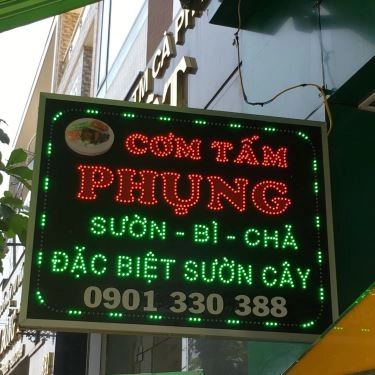 CƠM TẤM
PHỤNG
SƯỜN - BÌ - CHẢ
ĐẶC BIỆT SƯỜN CÂY
0901 330 388